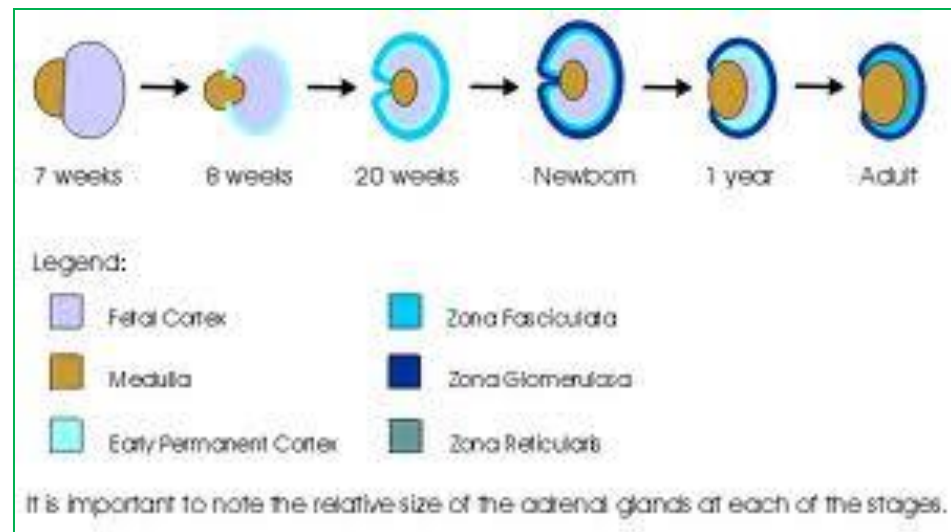 7 weeks 8 weeks 20 weeks Newborn 1 year Adult
Legend:
Fetal Cortex Zona Fasciculata
Medulla Zona Glomerulosa
Early Permanent Cortex Zona Reticularis
It is important to note the relative size of the adrenal glands at each of the stages.